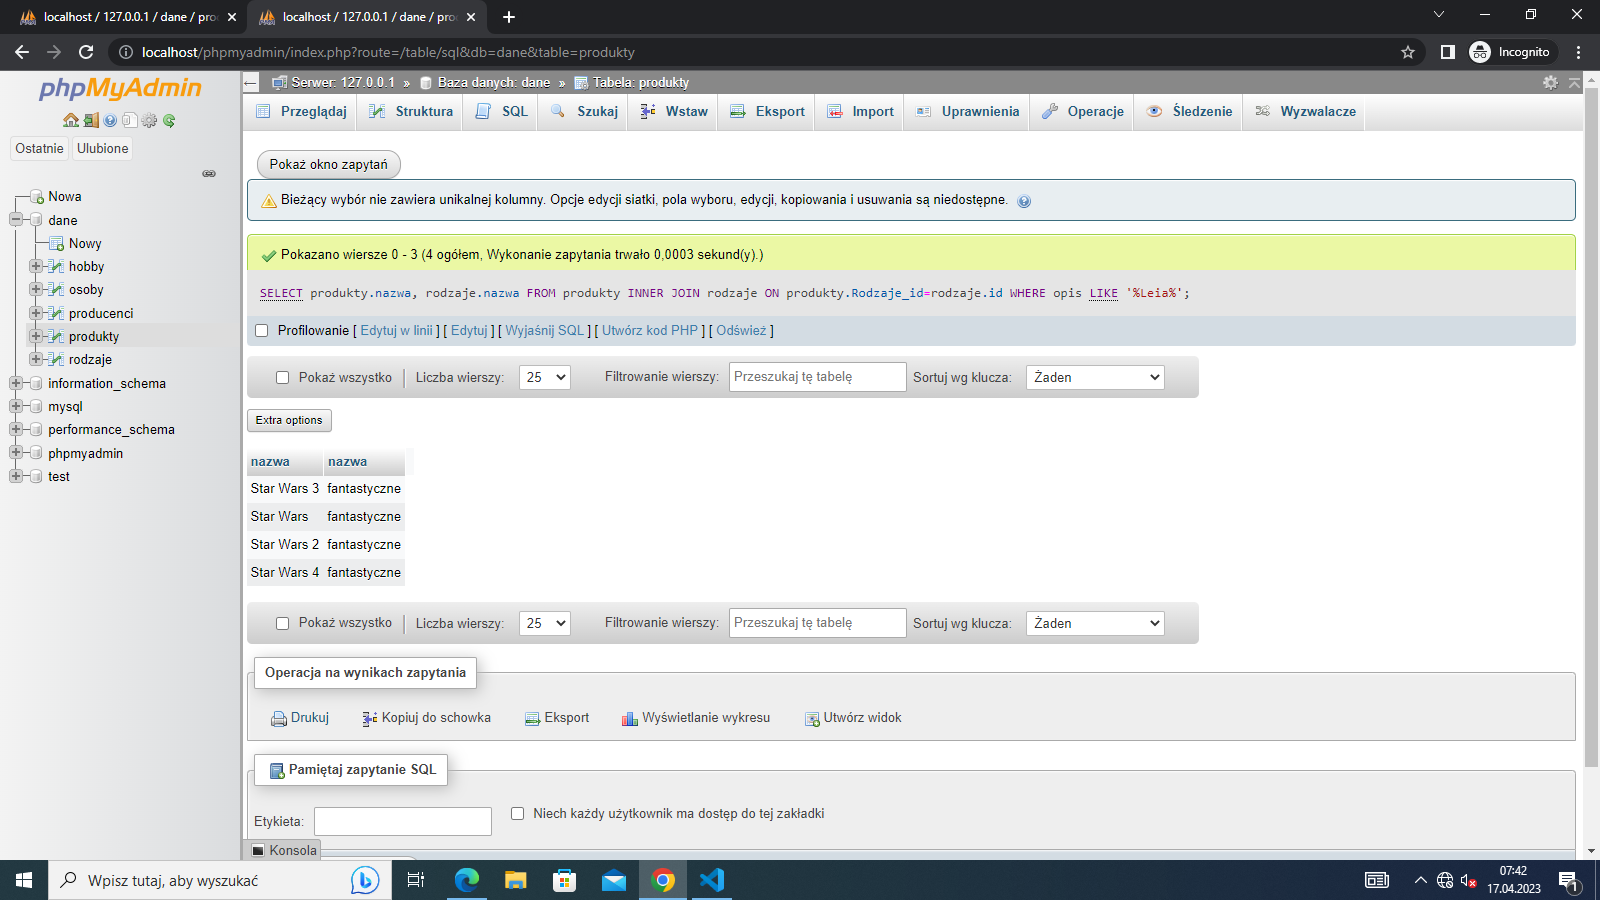 localhost / 127.0.0.1 / dane / pro
localhost / 127.0.0.1 / dane / pro
localhost/phpmyadmin/index.php?route=/table/sql&db=dane&table=produkty
Incognito
phpMyAdmin
Ostatnie
Ulubione
Nowa
dane
Nowy
hobby
osoby
producenci
produkty
rodzaje
information_schema
mysql
performance_schema
phpmyadmin
test
Serwer: 127.0.0.1 » Baza danych: dane » Tabela: produkty
Przeglądaj Struktura SQL Szukaj Wstaw Eksport Import Uprawnienia Operacje Śledzenie Wyzwalacze
Pokaż okno zapytań
Bieżący wybór nie zawiera unikalnej kolumny. Opcje edycji siatki, pola wyboru, edycji, kopiowania i usuwania są niedostępne.
Pokazano wiersze 0 - 3 (4 ogółem, Wykonanie zapytania trwało 0,0003 sekund(y).)
SELECT produkty.nazwa, rodzaje.nazwa FROM produkty INNER JOIN rodzaje ON produkty.Rodzaje_id=rodzaje.id WHERE opis LIKE '%Leia%';
Profilowanie [ Edytuj w linii ] [ Edytuj ] [ Wyjaśnij SQL ] [ Utwórz kod PHP ] [ Odśwież ]
Pokaż wszystko Liczba wierszy: 25 Filtrowanie wierszy: Przeszukaj tę tabelę Sortuj wg klucza: Żaden
Extra options
nazwa nazwa
Star Wars 3 fantastyczne
Star Wars fantastyczne
Star Wars 2 fantastyczne
Star Wars 4 fantastyczne
Pokaż wszystko Liczba wierszy: 25 Filtrowanie wierszy: Przeszukaj tę tabelę Sortuj wg klucza: Żaden
Operacja na wynikach zapytania
Drukuj Kopiuj do schowka Eksport Wyświetlanie wykresu Utwórz widok
Pamiętaj zapytanie SQL
Etykieta: Niech każdy użytkownik ma dostęp do tej zakładki
Konsola
Wpisz tutaj, aby wyszukać
07:42
17.04.2023
1